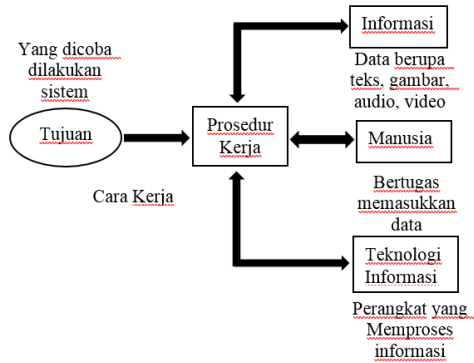 Informasi
Data berupa
teks, gambar,
audio, video
Yang dicoba
dilakukan
sistem
Tujuan
Prosedur
Kerja
Manusia
Cara Kerja
Bertugas
memasukkan
data
Teknologi
Informasi
Perangkat yang
Memproses
informasi